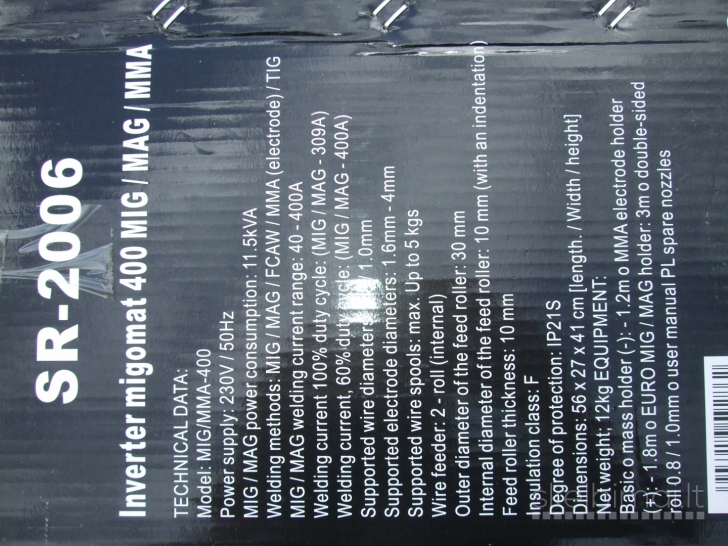 SR-2006
Inverter migomat 400 MIG / MAG / MMA
TECHNICAL DATA:
Model: MIG/MMA-400
Power supply: 230V / 50Hz
MIG / MAG power consumption: 11.5kVA
Welding methods: MIG / MAG / FCAW / MMA (electrode) / TIG
MIG / MAG welding current range: 40 - 400A
Welding current 100% duty cycle: (MIG / MAG - 309A)
Welding current, 60% duty cycle: (MIG / MAG - 400A)
Supported wire diameters: / 1.0mm
Supported electrode diameters: 1.6mm - 4mm
Supported wire spools: max. Up to 5 kgs
Wire feeder: 2 - roll (internal)
Outer diameter of the feed roller: 30 mm
Internal diameter of the feed roller: 10 mm (with an indentation)
Feed roller thickness: 10 mm
Insulation class: F
Degree of protection: IP21S
Dimensions: 56 x 27 x 41 cm [length. / Width / height]
Net weight: 12kg EQUIPMENT:
Basic o mass holder (+): - 1.2m o MMA electrode holder
(+): - 1.8m o EURO MIG / MAG holder: 3m o double-sided
roll 0.8 / 1.0mm o user manual PL spare nozzles
skelbiu.lt